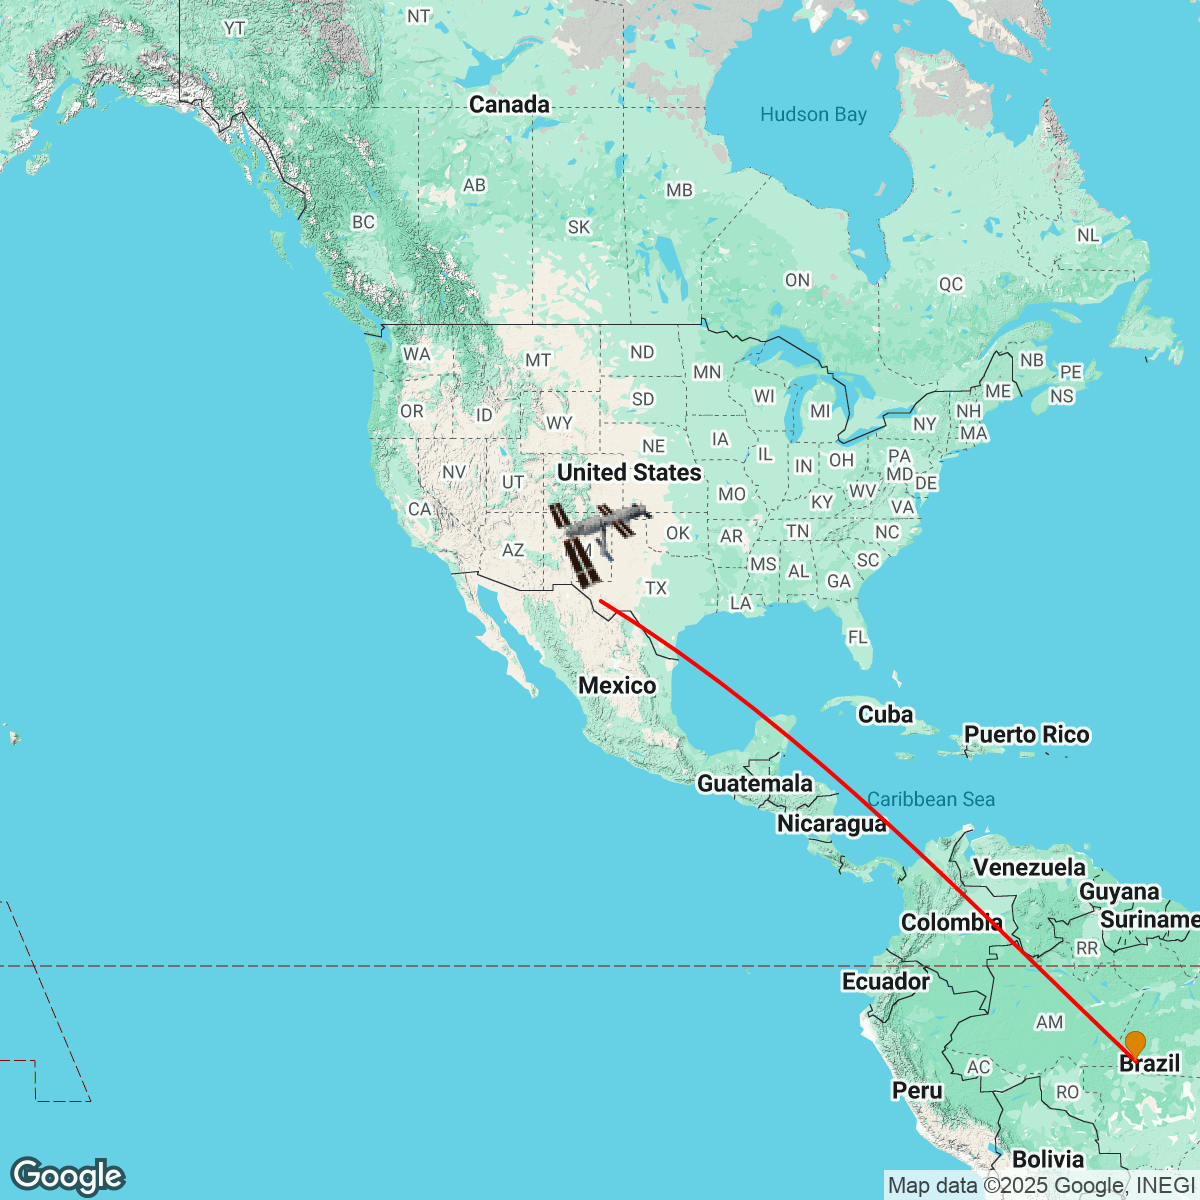 YT
NT
Canada
Hudson Bay
AB
MB
SK
BC
NL
ON
QC
WA
MT
ND
MN
NB
PE
OR
ID
WY
SD
WI
MI
ME
NS
NH
NY
MA
NV
UT
NE
IA
IL
IN
OH
PA
MD
DE
United States
CA
MO
KY
WV
VA
AZ
OK
AR
TN
NC
TX
MS
AL
GA
SC
LA
FL
Mexico
Cuba
Puerto Rico
Guatemala
Caribbean Sea
Nicaragua
Venezuela
Guyana
Colombia
Suriname
RR
Ecuador
AM
Brazil
AC
Peru
RO
Bolivia
Google
Map data ©2025 Google, INEGI